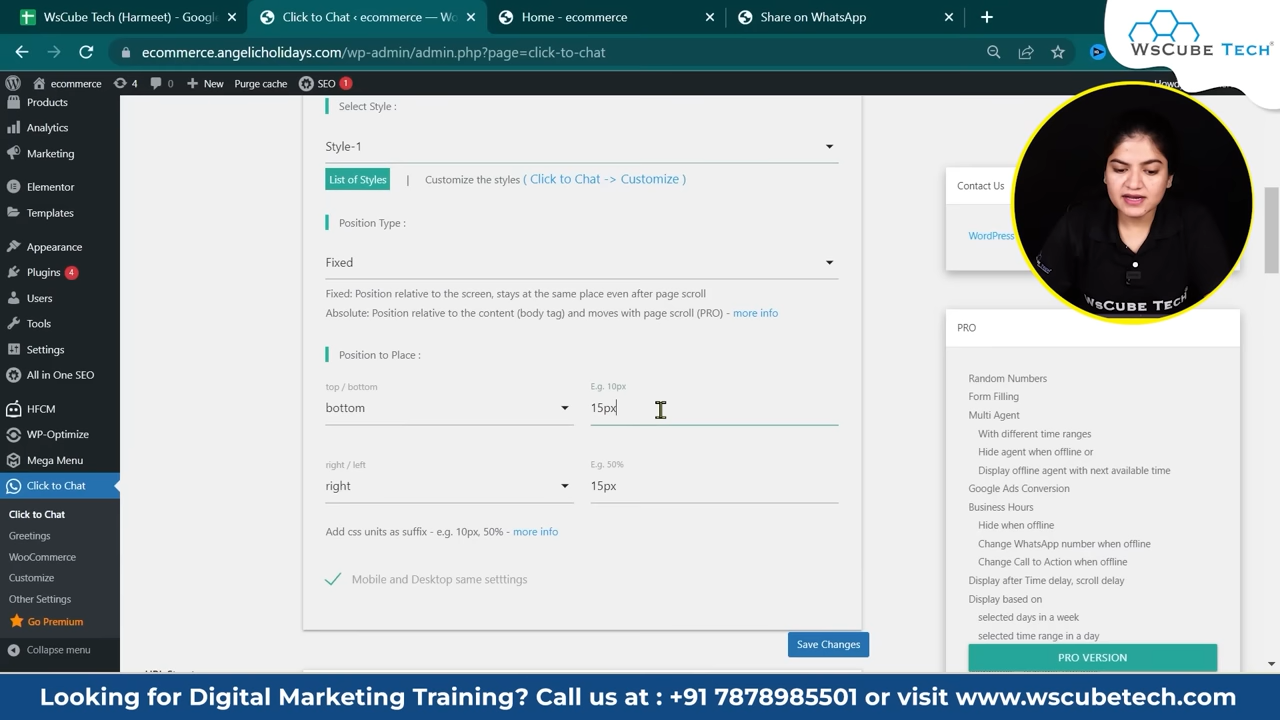 WsCube Tech (Harmeet) - Google
Click to Chat ‹ ecommerce — Wo
Home - ecommerce
Share on WhatsApp
WsCube Tech
ecommerce.angelicholidays.com/wp-admin/admin.php?page=click-to-chat
ecommerce
4
0
New
Purge cache
SEO
1
Products
Analytics
Marketing
Elementor
Templates
Appearance
Plugins
4
Users
Tools
Settings
All in One SEO
HFCM
WP-Optimize
Mega Menu
Click to Chat
Click to Chat
Greetings
WooCommerce
Customize
Other Settings
Go Premium
Collapse menu
Select Style :
Style-1
List of Styles | Customize the styles ( Click to Chat -> Customize )
Position Type :
Fixed
Fixed: Position relative to the screen, stays at the same place even after page scroll
Absolute: Position relative to the content (body tag) and moves with page scroll (PRO) - more info
Position to Place :
top / bottom
E.g. 10px
bottom
15px
right / left
E.g. 50%
right
15px
Add css units as suffix - e.g. 10px, 50% - more info
Mobile and Desktop same setttings
Save Changes
Contact Us
WordPress
WSCUBE TECH
PRO
Random Numbers
Form Filling
Multi Agent
With different time ranges
Hide agent when offline or
Display offline agent with next available time
Google Ads Conversion
Business Hours
Hide when offline
Change WhatsApp number when offline
Change Call to Action when offline
Display after Time delay, scroll delay
Display based on
selected days in a week
selected time range in a day
PRO VERSION
Looking for Digital Marketing Training? Call us at : +91 7878985501 or visit www.wscubetech.com